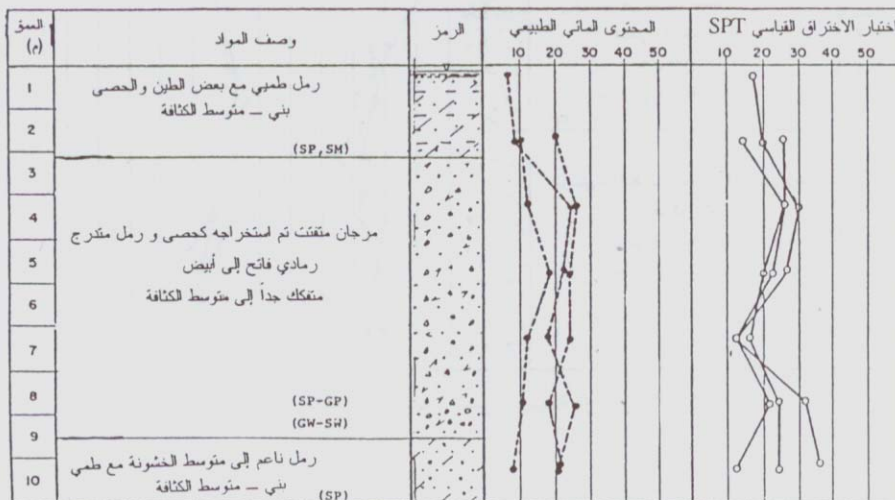 العمق
(م)
وصف المواد
الرمز
المحتوى المائي الطبيعي
اختبار الاختراق القياسي SPT
10 20 30 40 50
10 20 30 40 50
1
2
3
4
5
6
7
8
9
10
رمل طميي مع بعض الطين والحصى
بني – متوسط الكثافة
(SP,SM)
مرجان متفتت تم استخراجه كحصى و رمل متدرج
رمادي فاتح إلى أبيض
متفكك جداً إلى متوسط الكثافة
(SP-GP)
(GW-SW)
رمل ناعم إلى متوسط الخشونة مع طمي
بني – متوسط الكثافة
(SP)